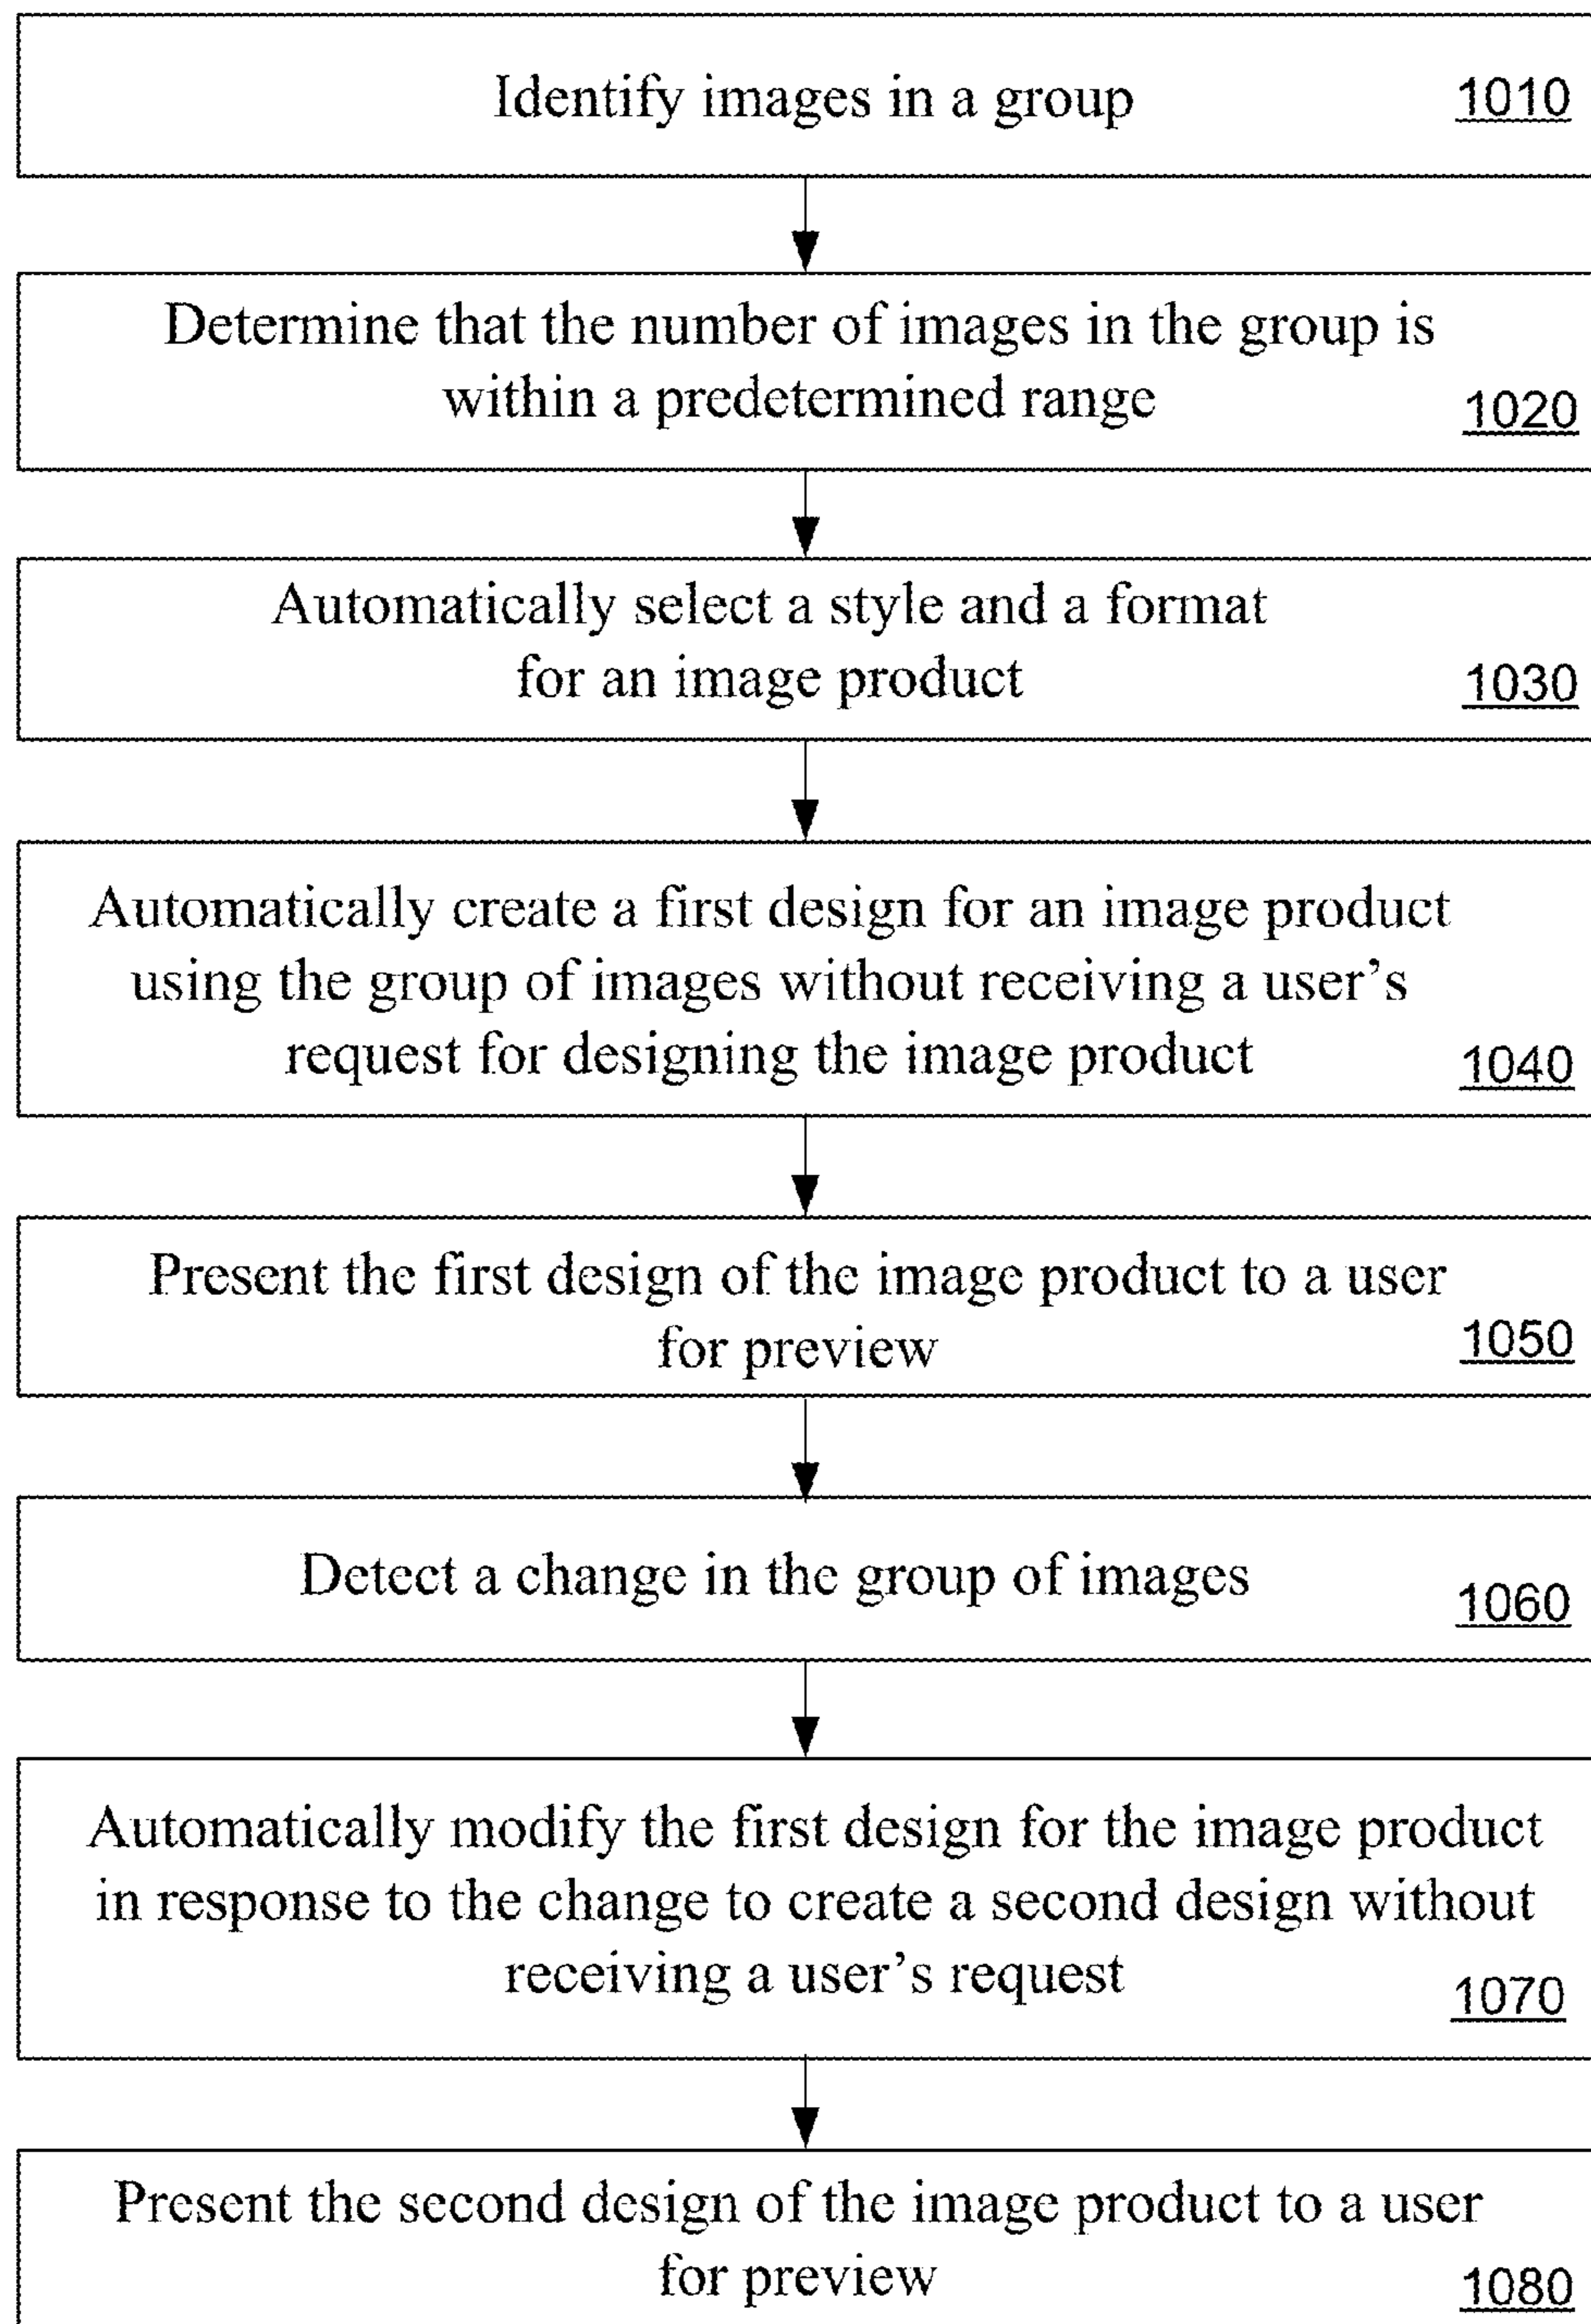 Identify images in a group
1010
Determine that the number of images in the group is
within a predetermined range
1020
Automatically select a style and a format
for an image product
1030
Automatically create a first design for an image product
using the group of images without receiving a user’s
request for designing the image product
1040
Present the first design of the image product to a user
for preview
1050
Detect a change in the group of images
1060
Automatically modify the first design for the image product
in response to the change to create a second design without
receiving a user’s request
1070
Present the second design of the image product to a user
for preview
1080